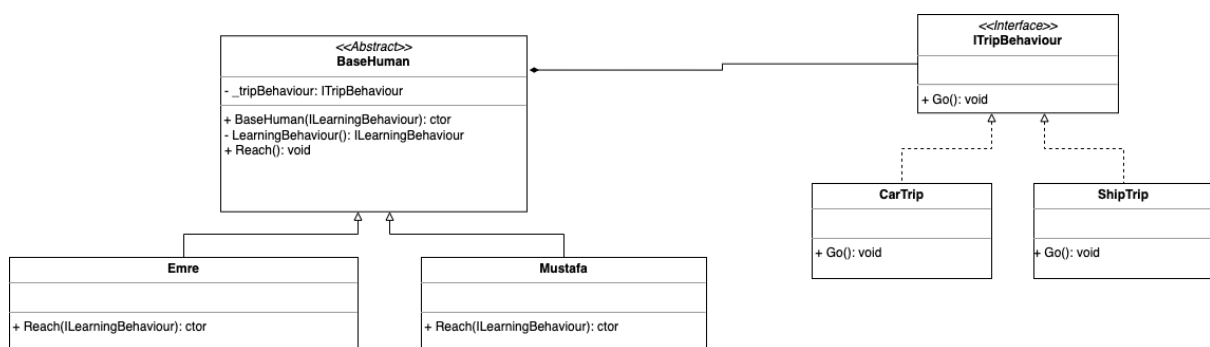 <<Abstract>>
BaseHuman
- _tripBehaviour: ITripBehaviour
+ BaseHuman(ILearningBehaviour): ctor
- LearningBehaviour(): ILearningBehaviour
+ Reach(): void
<<Interface>>
ITripBehaviour
+ Go(): void
CarTrip
+ Go(): void
ShipTrip
+ Go(): void
Emre
+ Reach(ILearningBehaviour): ctor
Mustafa
+ Reach(ILearningBehaviour): ctor